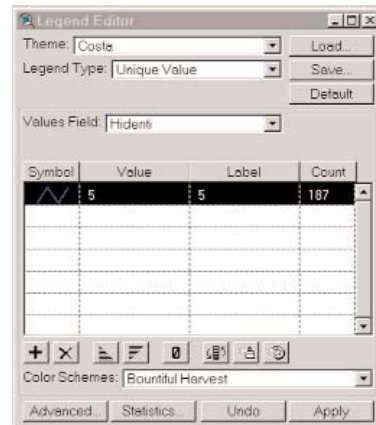 Legend Editor
Theme: Costa
Load...
Legend Type: Unique Value
Save...
Default
Values Field: Hidenti
Symbol Value Label Count
5 5 187
Color Schemes: Bountiful Harvest
Advanced... Statistics... Undo Apply